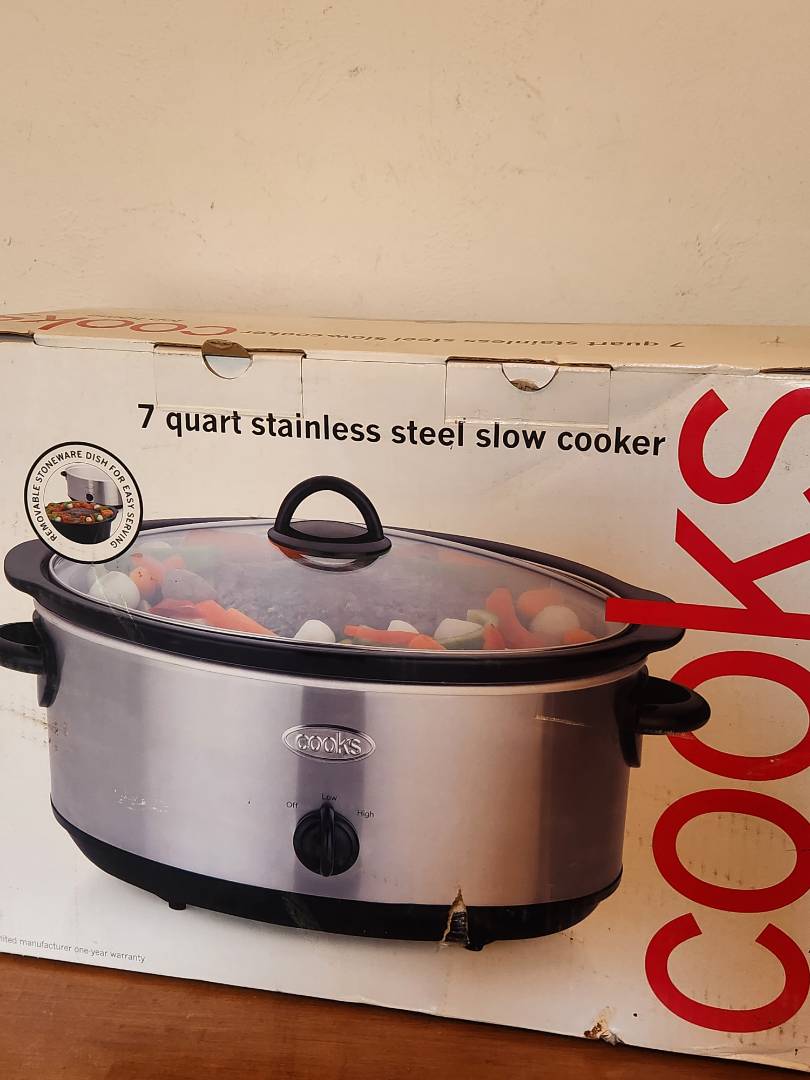 cooks
7 quart stainless steel slow cooker
7 quart stainless steel slow cooker
REMOVABLE STONEWARE DISH FOR EASY SERVING
cooks
cooks
Off
Low
High
manufacturer one-year warranty